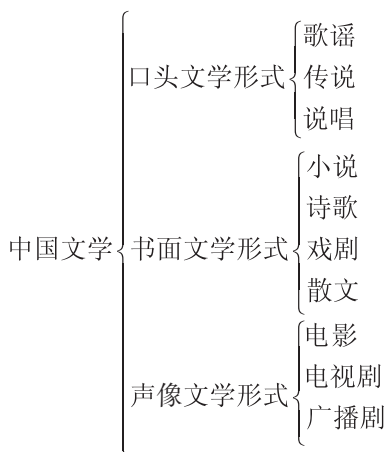 中国文学
口头文学形式
歌谣
传说
说唱
书面文学形式
小说
诗歌
戏剧
散文
声像文学形式
电影
电视剧
广播剧